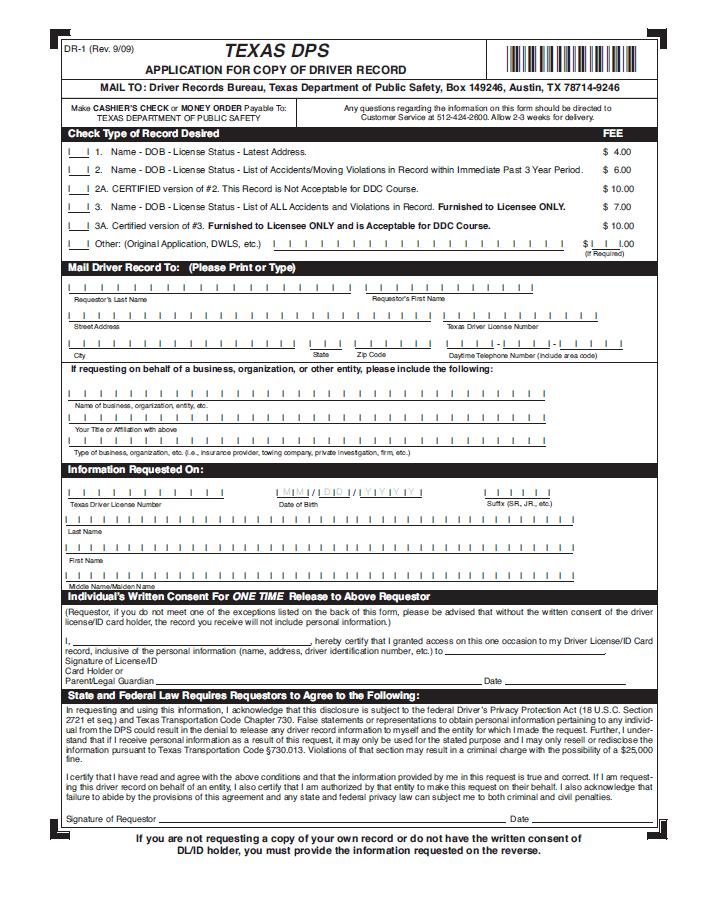 DR-1 (Rev. 9/09)
TEXAS DPS
APPLICATION FOR COPY OF DRIVER RECORD
MAIL TO: Driver Records Bureau, Texas Department of Public Safety, Box 149246, Austin, TX 78714-9246
Make CASHIER'S CHECK or MONEY ORDER Payable To:
TEXAS DEPARTMENT OF PUBLIC SAFETY
Any questions regarding the information on this form should be directed to
Customer Service at 512-424-2600. Allow 2-3 weeks for delivery.
Check Type of Record Desired FEE
1. Name - DOB - License Status - Latest Address. $ 4.00
2. Name - DOB - License Status - List of Accidents/Moving Violations in Record within Immediate Past 3 Year Period. $ 6.00
2A. CERTIFIED version of #2. This Record is Not Acceptable for DDC Course. $ 10.00
3. Name - DOB - License Status - List of ALL Accidents and Violations in Record. Furnished to Licensee ONLY. $ 7.00
3A. Certified version of #3. Furnished to Licensee ONLY and is Acceptable for DDC Course. $ 10.00
Other: (Original Application, DWLS, etc.) $ .00
(If Required)
Mail Driver Record To: (Please Print or Type)
Requestor's Last Name Requestor's First Name
Street Address Texas Driver License Number
City State Zip Code Daytime Telephone Number (include area code)
If requesting on behalf of a business, organization, or other entity, please include the following:
Name of business, organization, entity, etc.
Your Title or Affiliation with above
Type of business, organization, etc. (i.e., insurance provider, towing company, private investigation, firm, etc.)
Information Requested On:
M M / D D / Y Y Y Y
Texas Driver License Number Date of Birth Suffix (SR., JR., etc.)
Last Name
First Name
Middle Name/Maiden Name
Individual's Written Consent For ONE TIME Release to Above Requestor
(Requestor, if you do not meet one of the exceptions listed on the back of this form, please be advised that without the written consent of the driver
license/ID card holder, the record you receive will not include personal information.)
I, , hereby certify that I granted access on this one occasion to my Driver License/ID Card
record, inclusive of the personal information (name, address, driver identification number, etc.) to .
Signature of License/ID
Card Holder or
Parent/Legal Guardian Date
State and Federal Law Requires Requestors to Agree to the Following:
In requesting and using this information, I acknowledge that this disclosure is subject to the federal Driver's Privacy Protection Act (18 U.S.C. Section
2721 et seq.) and Texas Transportation Code Chapter 730. False statements or representations to obtain personal information pertaining to any individ-
ual from the DPS could result in the denial to release any driver record information to myself and the entity for which I made the request. Further, I under-
stand that if I receive personal information as a result of this request, it may only be used for the stated purpose and I may only resell or redisclose the
information pursuant to Texas Transportation Code §730.013. Violations of that section may result in a criminal charge with the possibility of a $25,000
fine.
I certify that I have read and agree with the above conditions and that the information provided by me in this request is true and correct. If I am request-
ing this driver record on behalf of an entity, I also certify that I am authorized by that entity to make this request on their behalf. I also acknowledge that
failure to abide by the provisions of this agreement and any state and federal privacy law can subject me to both criminal and civil penalties.
Signature of Requestor Date
If you are not requesting a copy of your own record or do not have the written consent of
DL/ID holder, you must provide the information requested on the reverse.